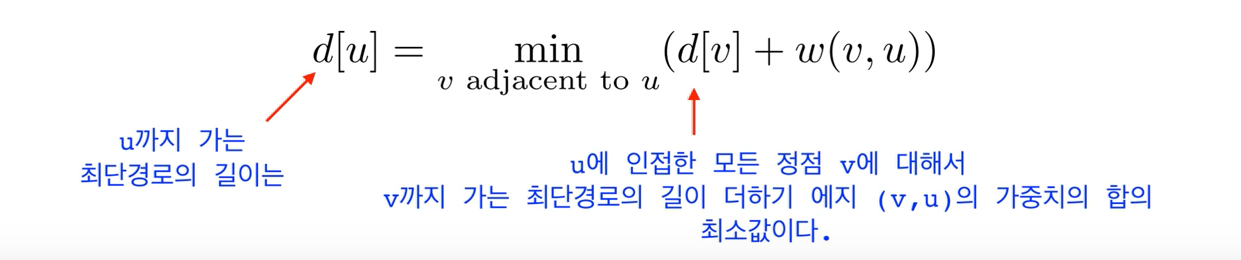 d[u] = min (d[v] + w(v, u))
v adjacent to u
u까지 가는
최단경로의 길이는
u에 인접한 모든 정점 v에 대해서
v까지 가는 최단경로의 길이 더하기 에지 (v,u)의 가중치의 합의
최소값이다.